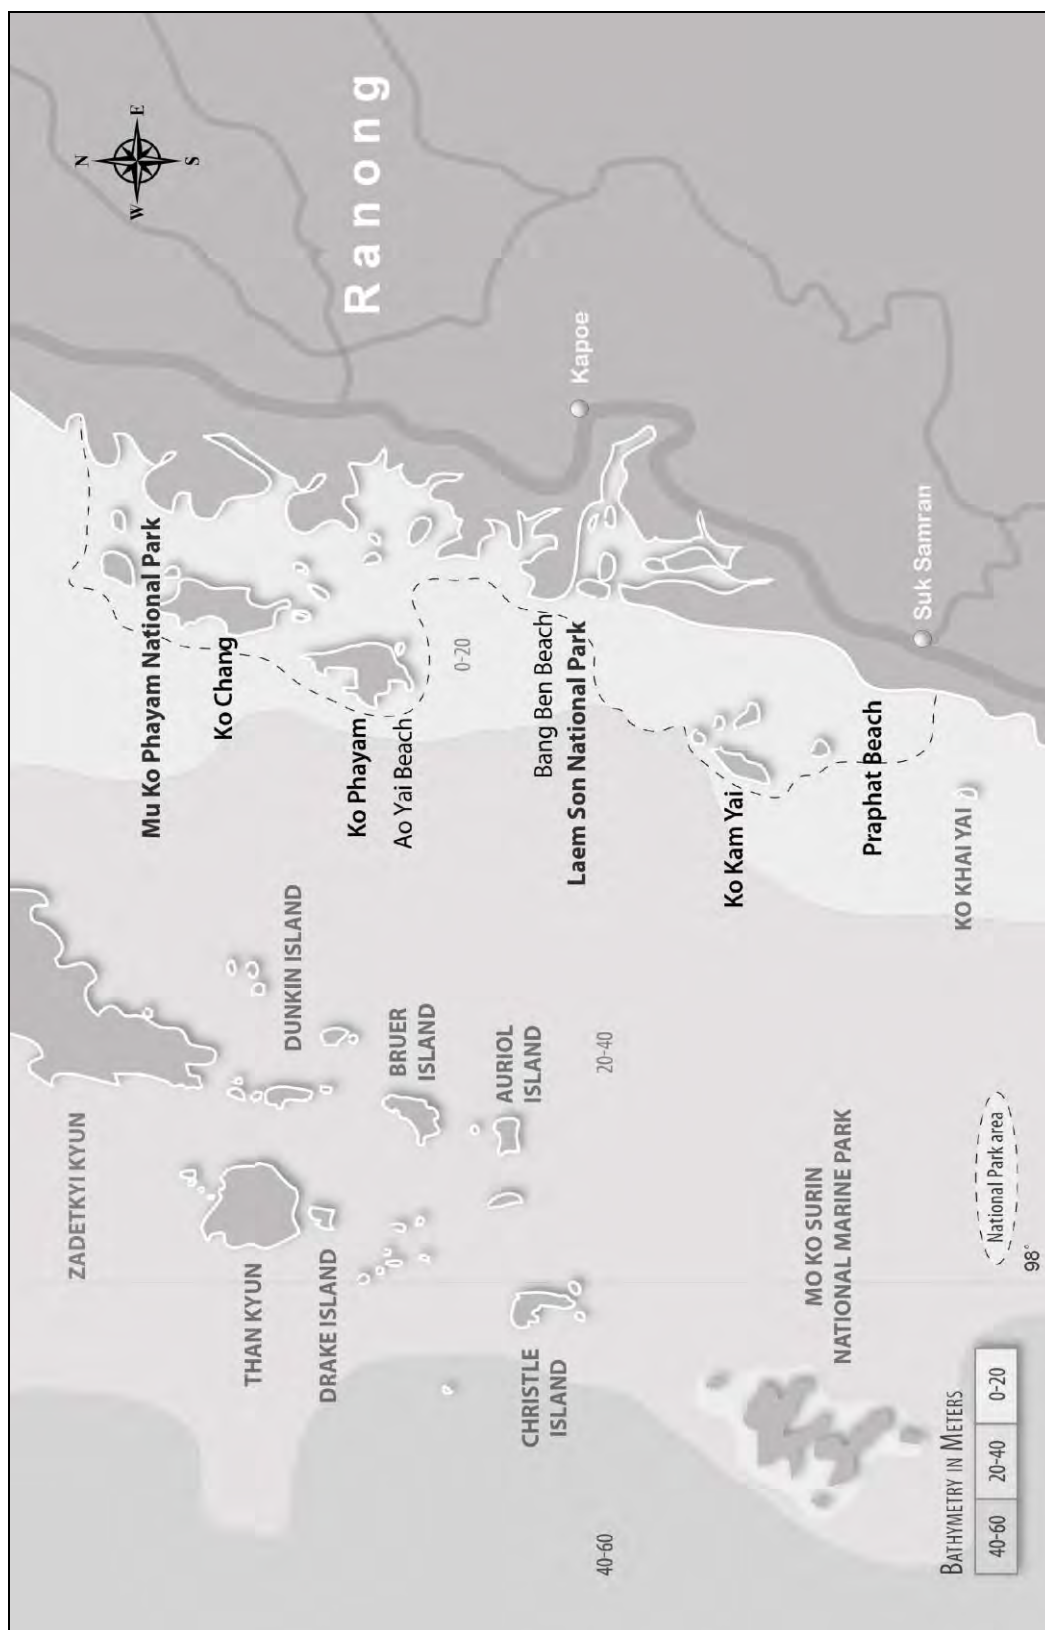 N
E
W
S
Ranong
Kapoe
Suk Samran
Mu Ko Phayam National Park
Ko Chang
Ko Phayam
Ao Yai Beach
0-20
Bang Ben Beach
Laem Son National Park
Ko Kam Yai
Praphat Beach
KO KHAI YAI
ZADETKYI KYUN
DUNKIN ISLAND
BRUER
ISLAND
AURIOL
ISLAND
20-40
THAN KYUN
DRAKE ISLAND
CHRISTLE
ISLAND
MO KO SURIN
NATIONAL MARINE PARK
40-60
National Park area
98°
BATHYMETRY IN METERS
40-60
20-40
0-20